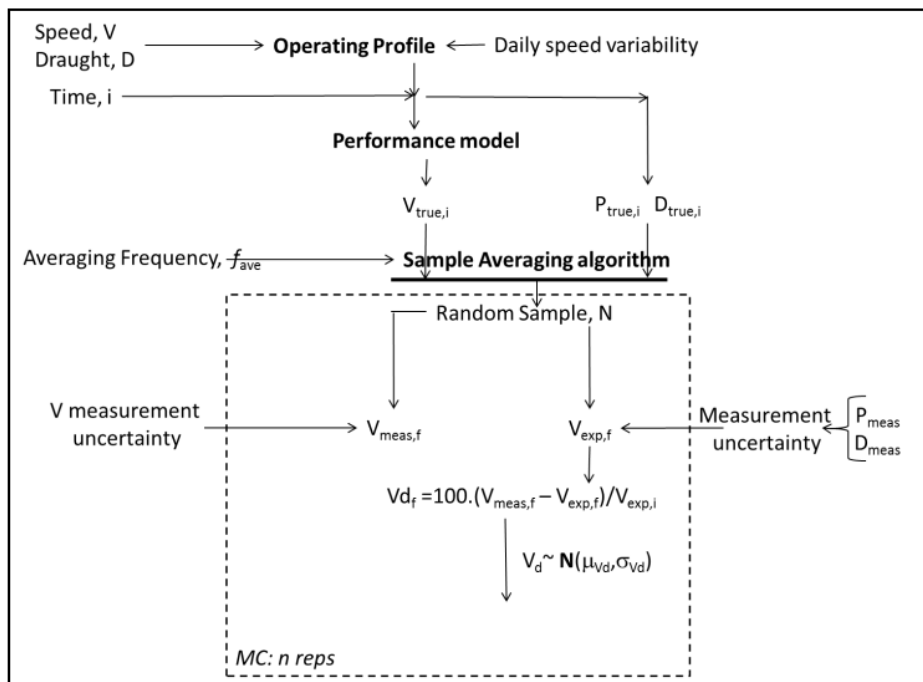 Speed, V
Draught, D
Operating Profile
Daily speed variability
Time, i
Performance model
V_true,i
P_true,i D_true,i
Averaging Frequency, f_ave
Sample Averaging algorithm
Random Sample, N
V measurement
uncertainty
V_meas,f
V_exp,f
Measurement
uncertainty
P_meas
D_meas
Vd_f =100.(V_meas,f – V_exp,f)/V_exp,i
V_d~ N(μ_Vd,σ_Vd)
MC: n reps